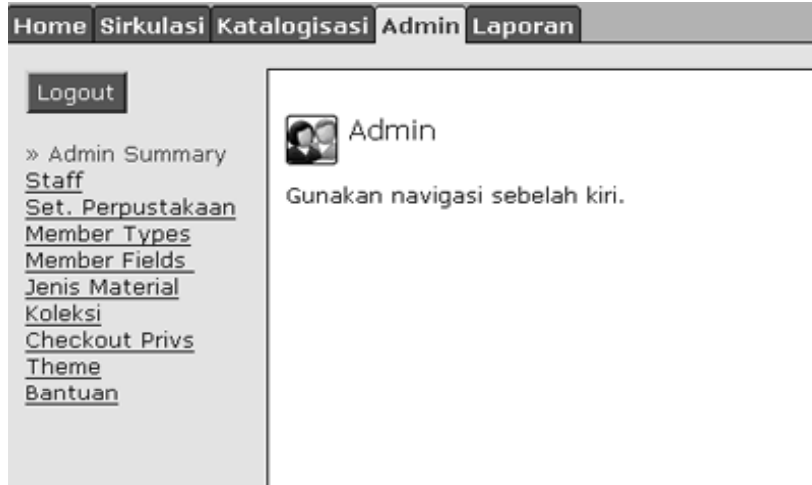 Home Sirkulasi Katalogisasi Admin Laporan
Logout
» Admin Summary
Staff
Set. Perpustakaan
Member Types
Member Fields
Jenis Material
Koleksi
Checkout Privs
Theme
Bantuan
Admin
Gunakan navigasi sebelah kiri.